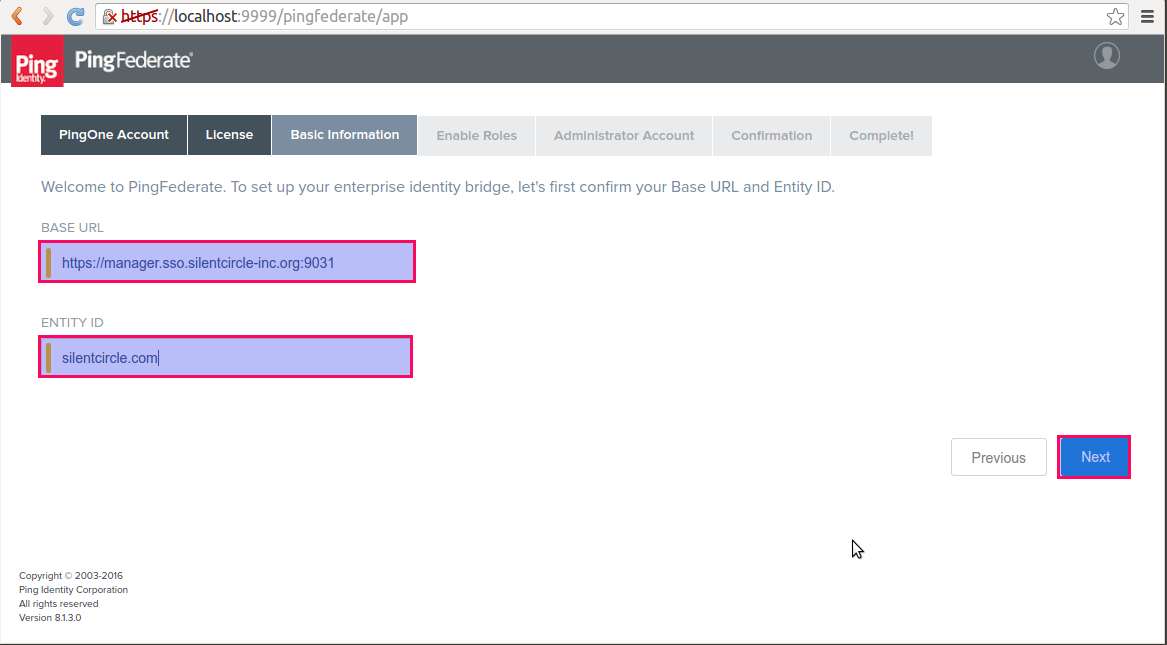 https://localhost:9999/pingfederate/app
Ping Identity. PingFederate®
PingOne Account License Basic Information Enable Roles Administrator Account Confirmation Complete!
Welcome to PingFederate. To set up your enterprise identity bridge, let's first confirm your Base URL and Entity ID.
BASE URL
https://manager.sso.silentcircle-inc.org:9031
ENTITY ID
silentcircle.com
Previous Next
Copyright © 2003-2016
Ping Identity Corporation
All rights reserved
Version 8.1.3.0